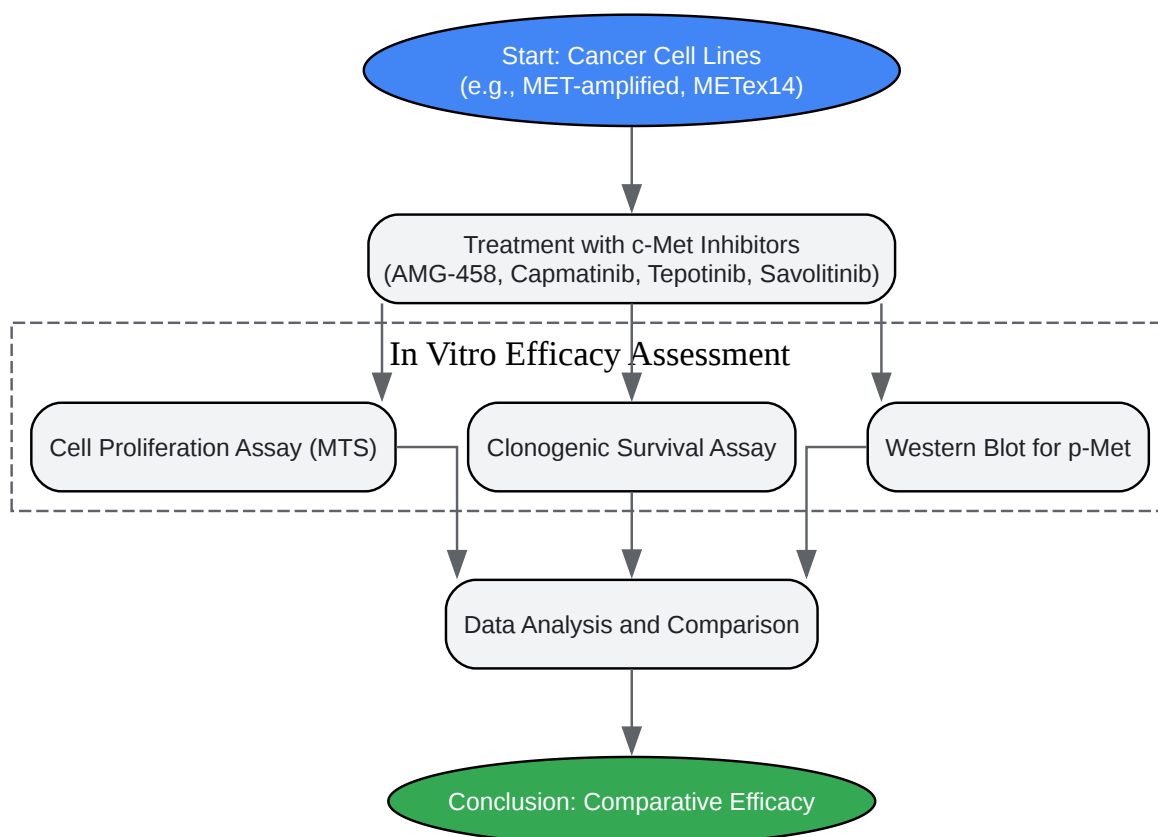 Start: Cancer Cell Lines
(e.g., MET-amplified, METex14)
Treatment with c-Met Inhibitors
(AMG-458, Capmatinib, Tepotinib, Savolitinib)
In Vitro Efficacy Assessment
Cell Proliferation Assay (MTS)
Clonogenic Survival Assay
Western Blot for p-Met
Data Analysis and Comparison
Conclusion: Comparative Efficacy